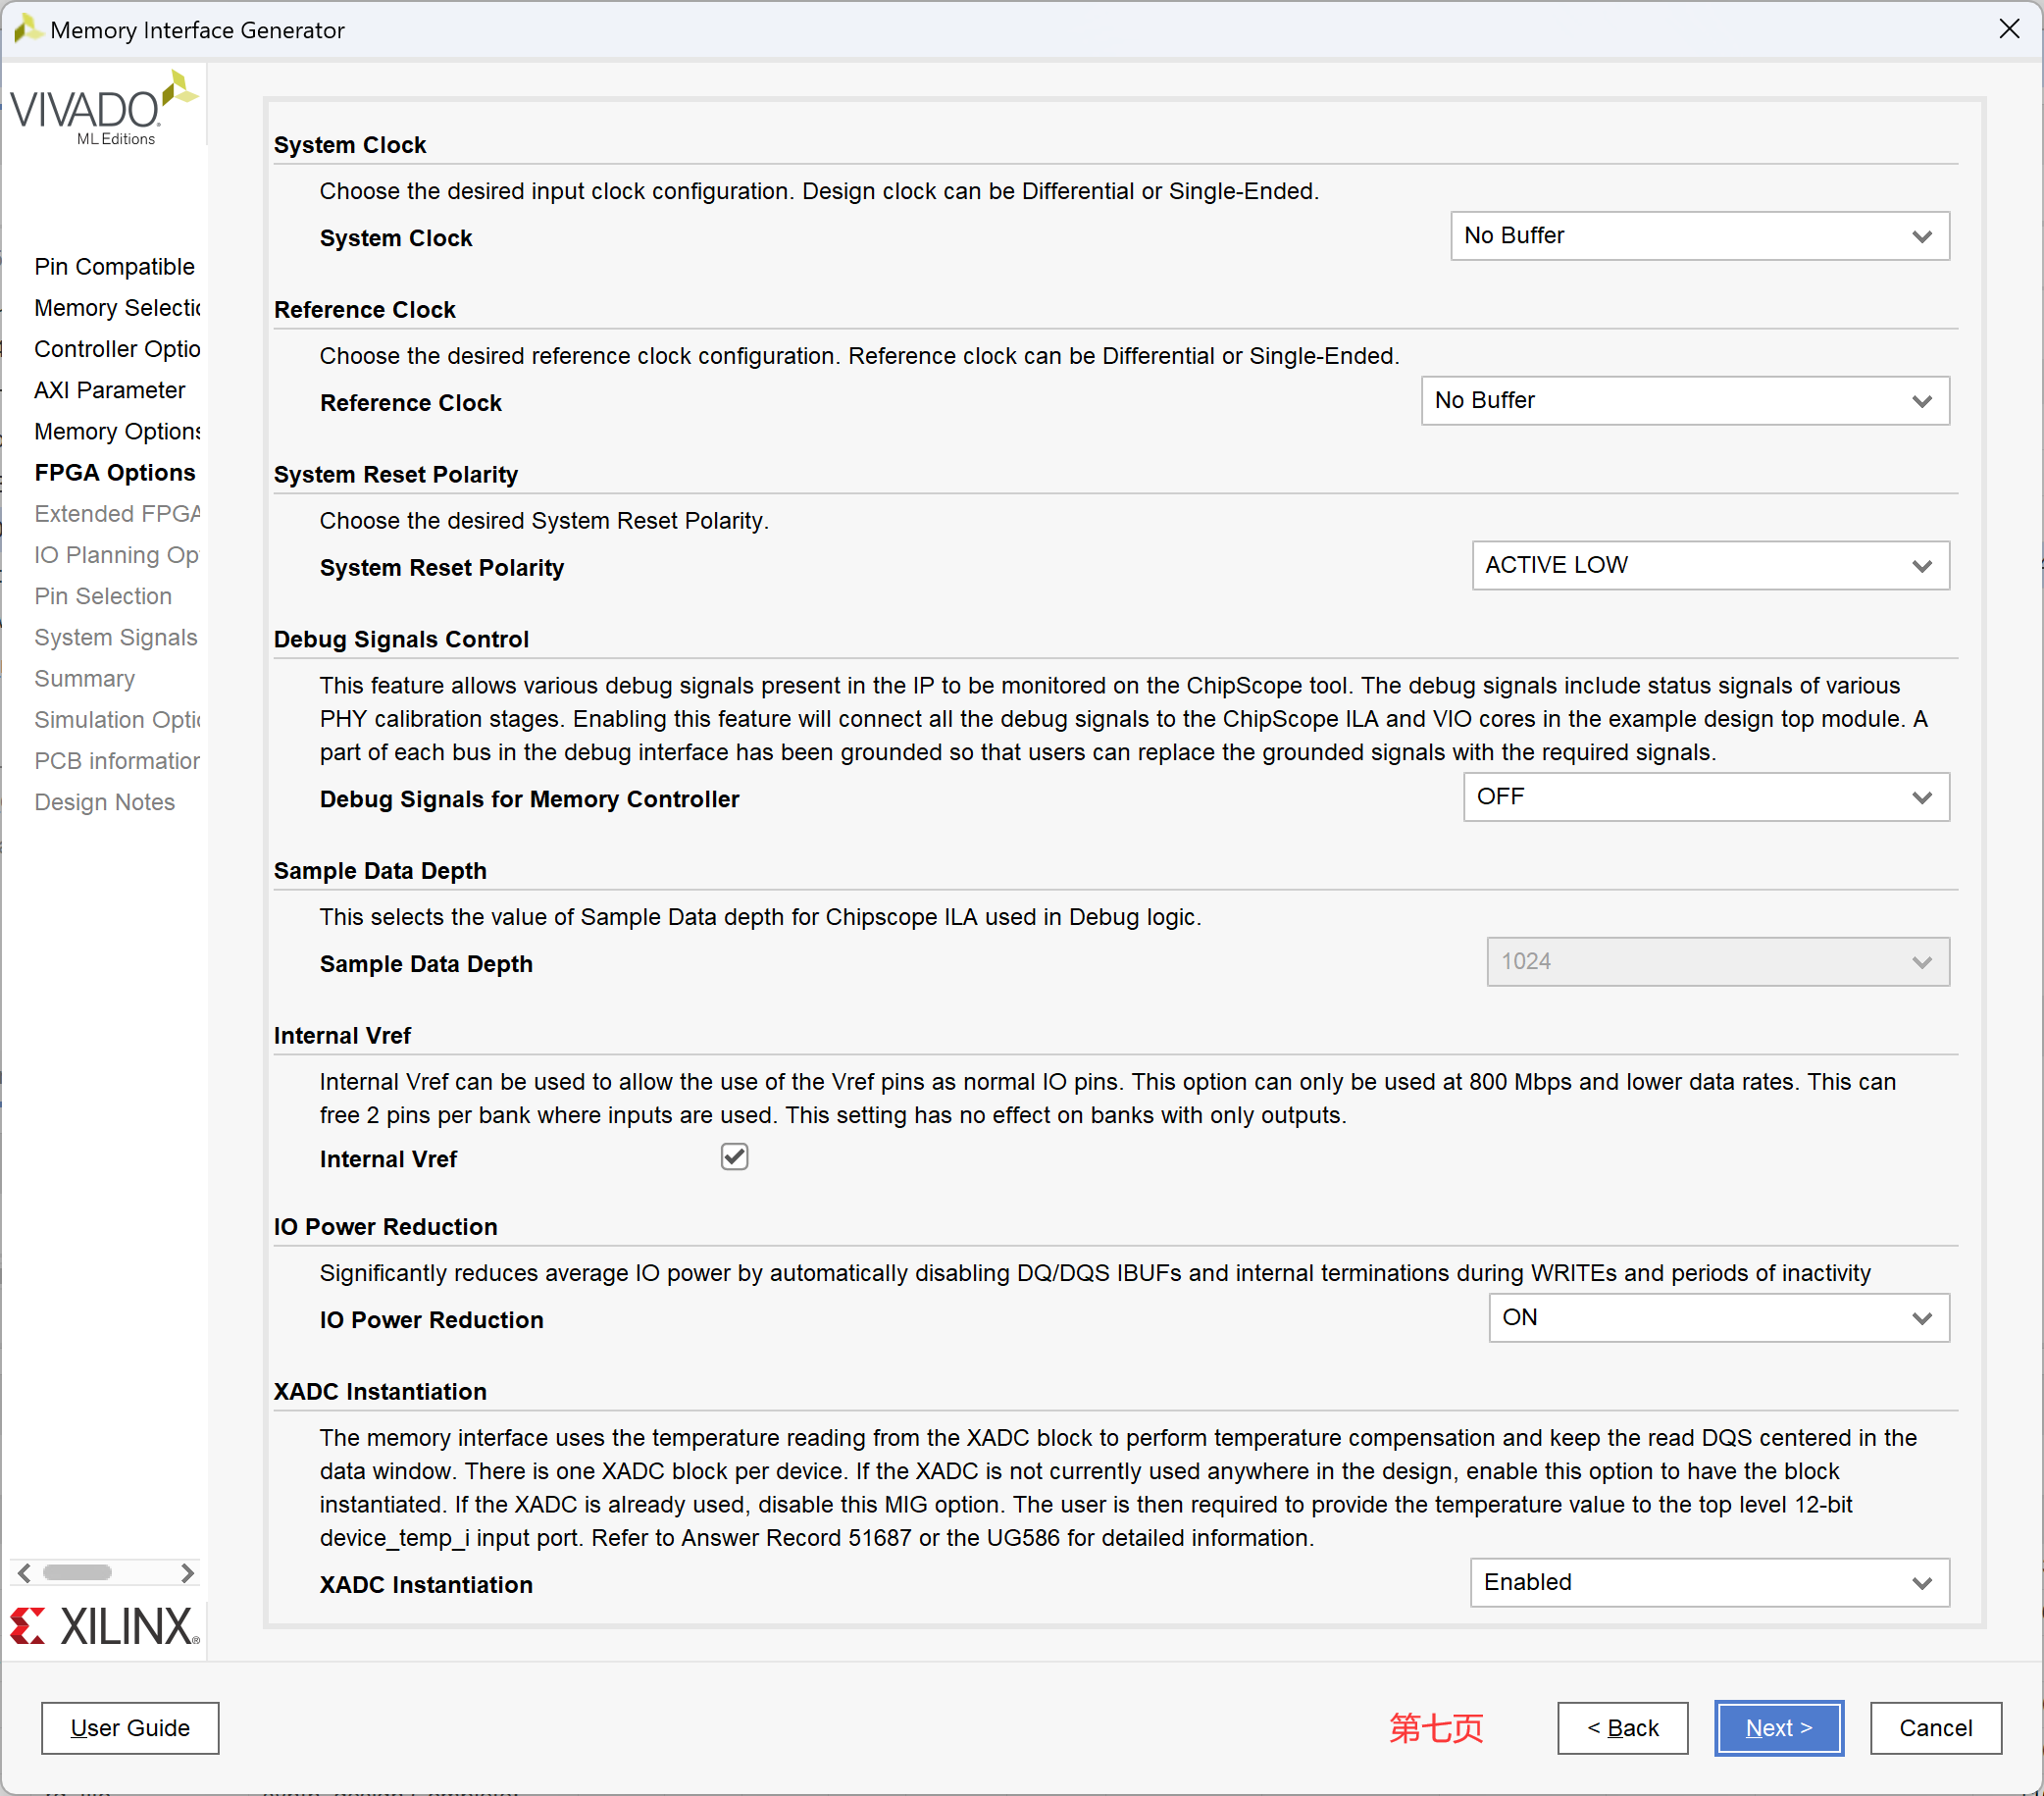 Memory Interface Generator
VIVADO
ML Editions
Pin Compatible
Memory Selectio
Controller Optio
AXI Parameter
Memory Options
FPGA Options
Extended FPGA
IO Planning Op
Pin Selection
System Signals
Summary
Simulation Optio
PCB information
Design Notes
XILINX®
System Clock
Choose the desired input clock configuration. Design clock can be Differential or Single-Ended.
System Clock No Buffer
Reference Clock
Choose the desired reference clock configuration. Reference clock can be Differential or Single-Ended.
Reference Clock No Buffer
System Reset Polarity
Choose the desired System Reset Polarity.
System Reset Polarity ACTIVE LOW
Debug Signals Control
This feature allows various debug signals present in the IP to be monitored on the ChipScope tool. The debug signals include status signals of various
PHY calibration stages. Enabling this feature will connect all the debug signals to the ChipScope ILA and VIO cores in the example design top module. A
part of each bus in the debug interface has been grounded so that users can replace the grounded signals with the required signals.
Debug Signals for Memory Controller OFF
Sample Data Depth
This selects the value of Sample Data depth for Chipscope ILA used in Debug logic.
Sample Data Depth 1024
Internal Vref
Internal Vref can be used to allow the use of the Vref pins as normal IO pins. This option can only be used at 800 Mbps and lower data rates. This can
free 2 pins per bank where inputs are used. This setting has no effect on banks with only outputs.
Internal Vref
IO Power Reduction
Significantly reduces average IO power by automatically disabling DQ/DQS IBUFs and internal terminations during WRITEs and periods of inactivity
IO Power Reduction ON
XADC Instantiation
The memory interface uses the temperature reading from the XADC block to perform temperature compensation and keep the read DQS centered in the
data window. There is one XADC block per device. If the XADC is not currently used anywhere in the design, enable this option to have the block
instantiated. If the XADC is already used, disable this MIG option. The user is then required to provide the temperature value to the top level 12-bit
device_temp_i input port. Refer to Answer Record 51687 or the UG586 for detailed information.
XADC Instantiation Enabled
User Guide 第七页 < Back Next > Cancel